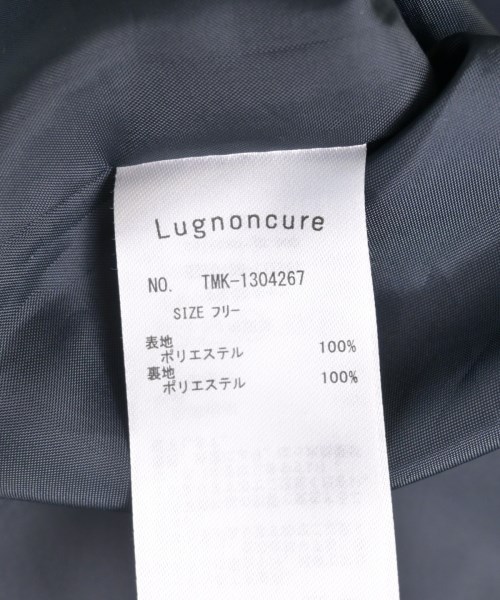 Lugnoncure
NO. TMK-1304267
SIZE フリー
表地
ポリエステル 100%
裏地
ポリエステル 100%